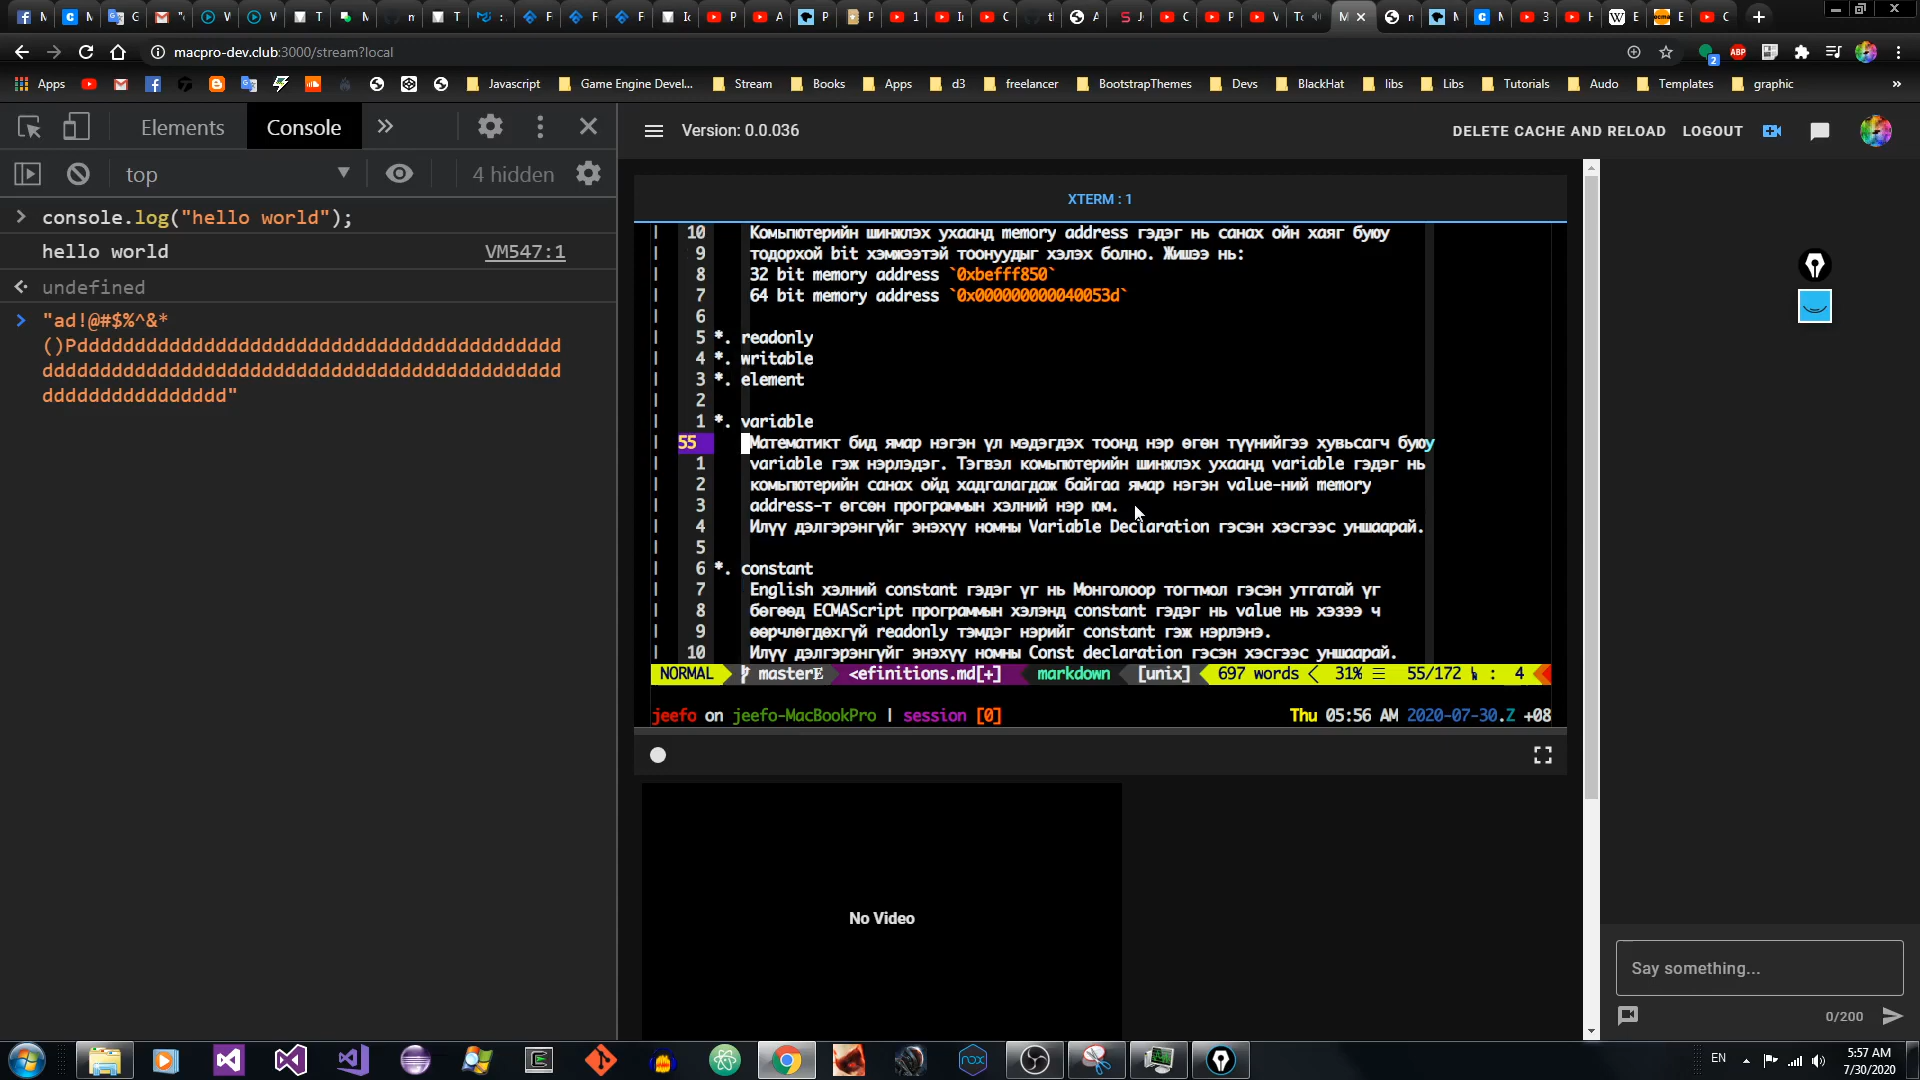 macpro-dev.club:3000/stream?local
Apps
Javascript
Game Engine Devel...
Stream
Books
Apps
d3
freelancer
BootstrapThemes
Devs
BlackHat
libs
Libs
Tutorials
Audo
Templates
graphic
»
Elements
Console
top
4 hidden
console.log("hello world");
hello world VM547:1
undefined
"ad!@#$%^&*
()Pdddddddddddddddddddddddddddddddddddddddddd
ddddddddddddddddddddddddddddddddddddddddddddd
dddddddddddddddd"
Version: 0.0.036
DELETE CACHE AND RELOAD
LOGOUT
XTERM : 1
10 Компьютерийн шинжлэх ухаанд memory address гэдэг нь санах ойн хаяг буюу
9 тодорхой bit хэмжээтэй тоонуудыг хэлэх болно. Жишээ нь:
8 32 bit memory address `0xbefff850`
7 64 bit memory address `0x000000000040053d`
6
5 *. readonly
4 *. writable
3 *. element
2
1 *. variable
55 Математикт бид ямар нэгэн үл мэдэгдэх тоонд нэр өгөн түүнийгээ хувьсагч буюу
1 variable гэж нэрлэдэг. Тэгвэл компьютерийн шинжлэх ухаанд variable гэдэг нь
2 компьютерийн санах ойд хадгалагдаж байгаа ямар нэгэн value-ний memory
3 address-т өгсөн программын хэлний нэр юм.
4 Илүү дэлгэрэнгүйг энэхүү номны Variable Declaration гэсэн хэсгээс уншаарай.
5
6 *. constant
7 English хэлний constant гэдэг үг нь Монголоор тогтмол гэсэн утгатай үг
8 бөгөөд ECMAScript программын хэлэнд constant гэдэг нь value нь хэзээ ч
9 өөрчлөгдөхгүй readonly тэмдэг нэрийг constant гэж нэрлэнэ.
10 Илүү дэлгэрэнгүйг энэхүү номны Const declaration гэсэн хэсгээс уншаарай.
NORMAL master <efinitions.md[+] markdown [unix] 697 words 31% 55/172 : 4
jeefo on jeefo-MacBookPro | session [0] Thu 05:56 AM 2020-07-30.Z +08
No Video
Say something...
0/200
EN
5:57 AM
7/30/2020